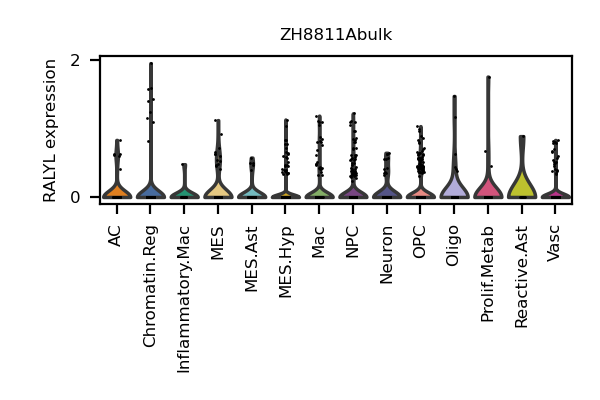 ZH8811Abulk
RALYL expression
2
0
AC
Chromatin.Reg
Inflammatory.Mac
MES
MES.Ast
MES.Hyp
Mac
NPC
Neuron
OPC
Oligo
Prolif.Metab
Reactive.Ast
Vasc